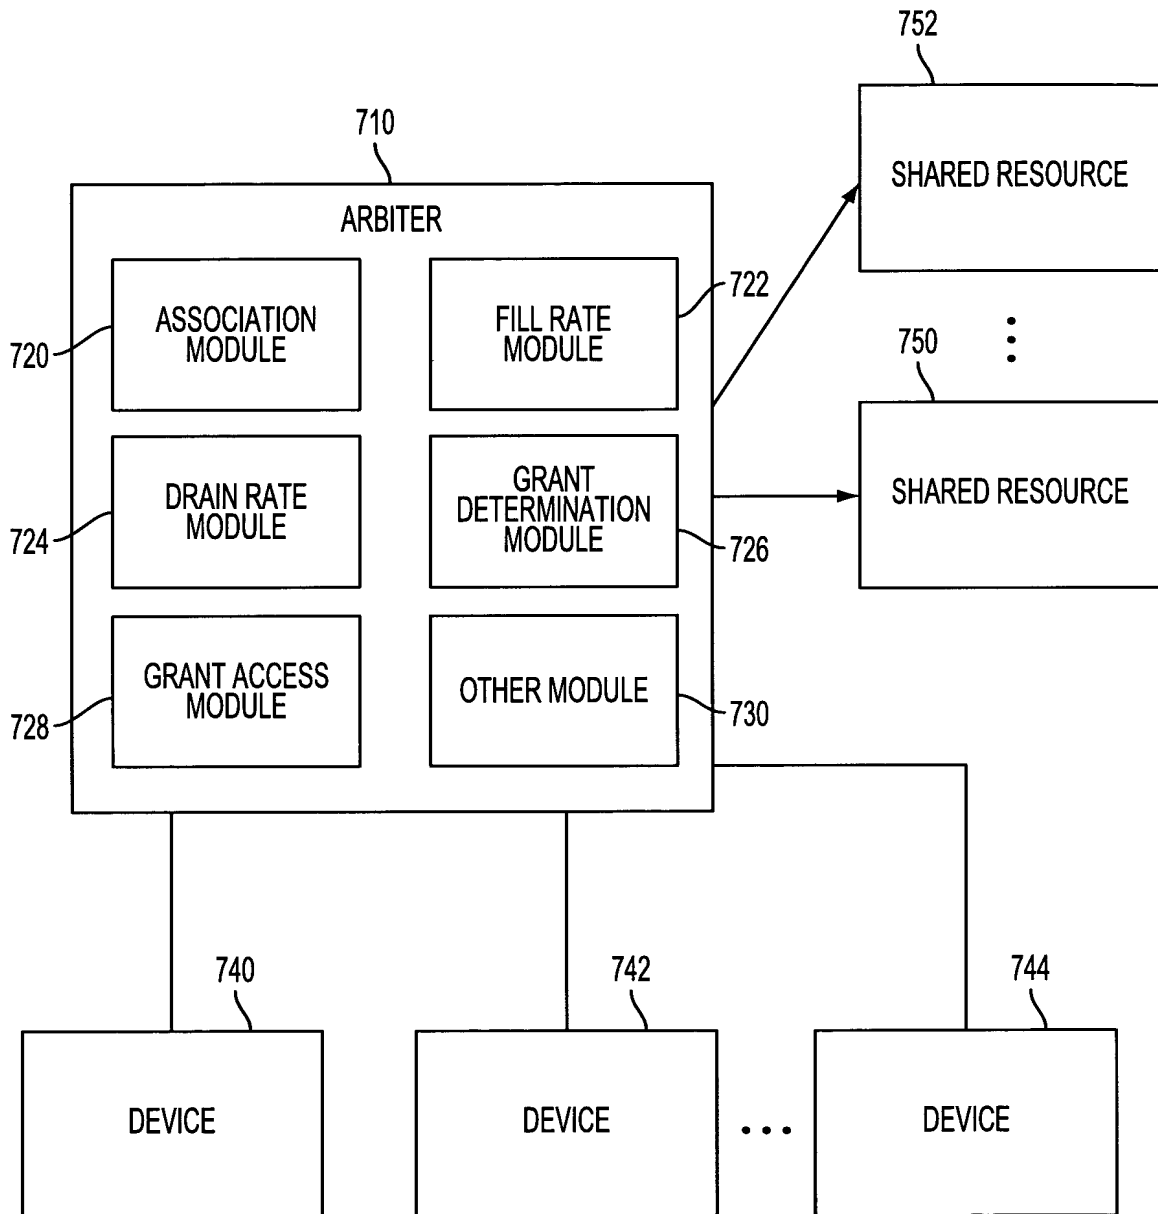 752
SHARED RESOURCE
710
ARBITER
ASSOCIATION
MODULE
720
FILL RATE
MODULE
722
750
SHARED RESOURCE
DRAIN RATE
MODULE
724
GRANT
DETERMINATION
MODULE
726
GRANT ACCESS
MODULE
728
OTHER MODULE
730
740
DEVICE
742
DEVICE
744
DEVICE